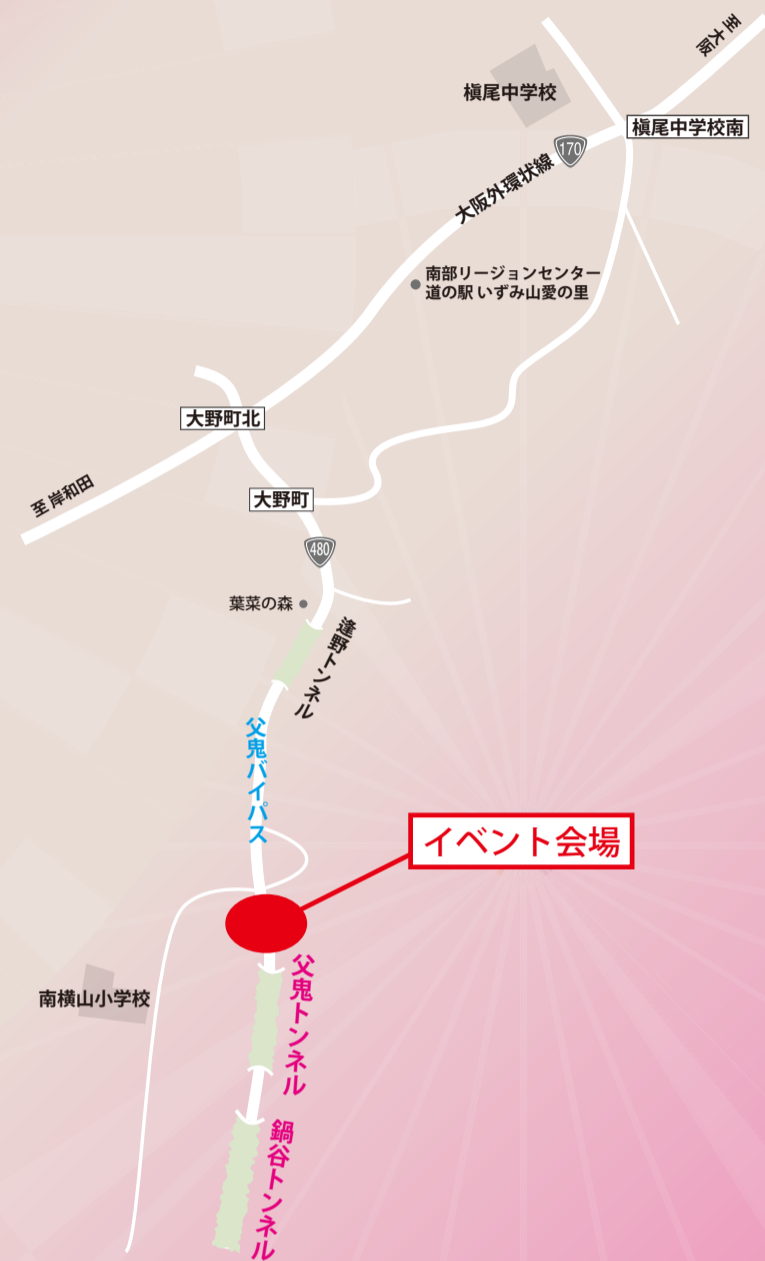 至大阪
槇尾中学校
槇尾中学校南
170
大阪外環状線
南部リージョンセンター
道の駅 いずみ山愛の里
大野町北
至 岸和田
大野町
480
葉菜の森
逢野トンネル
父鬼バイパス
イベント会場
父鬼トンネル
南横山小学校
鍋谷トンネル